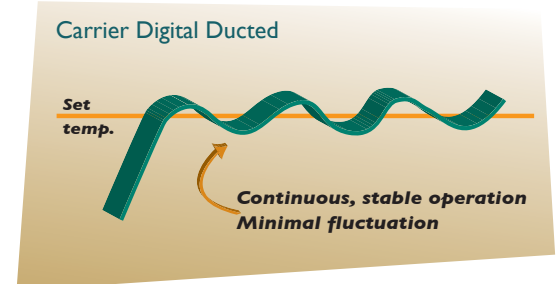 Carrier Digital Ducted
Set
temp.
Continuous, stable operation
Minimal fluctuation